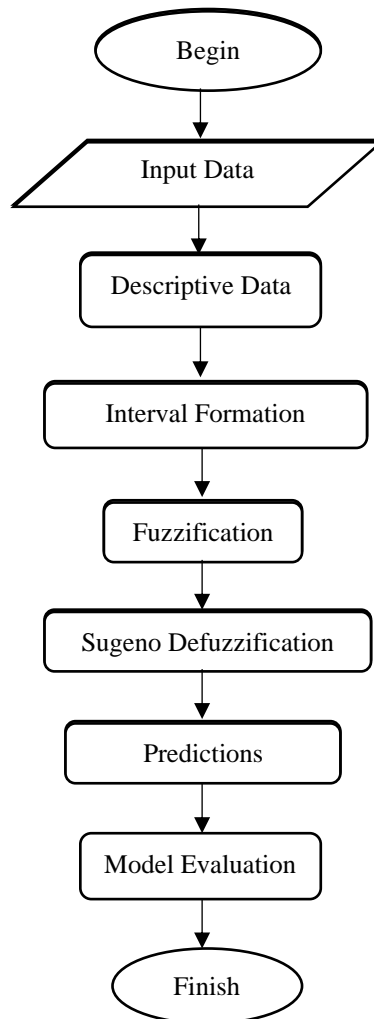 Begin
Input Data
Descriptive Data
Interval Formation
Fuzzification
Sugeno Defuzzification
Predictions
Model Evaluation
Finish